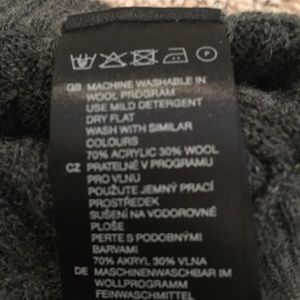 GB MACHINE WASHABLE IN
WOOL PROGRAM
USE MILD DETERGENT
DRY FLAT
WASH WITH SIMILAR
COLOURS
70% ACRYLIC 30% WOOL
CZ PRATELNÉ V PROGRAMU
PRO VLNU
POUŽIJTE JEMNÝ PRACÍ
PROSTŘEDEK
SUŠENÍ NA VODOROVNÉ
PLOŠE
PERTE S PODOBNÝMI
BARVAMI
70% AKRYL 30% VLNA
DE MASCHINENWASCHBAR IM
WOLLPROGRAMM
FEINWASCHMITTEL